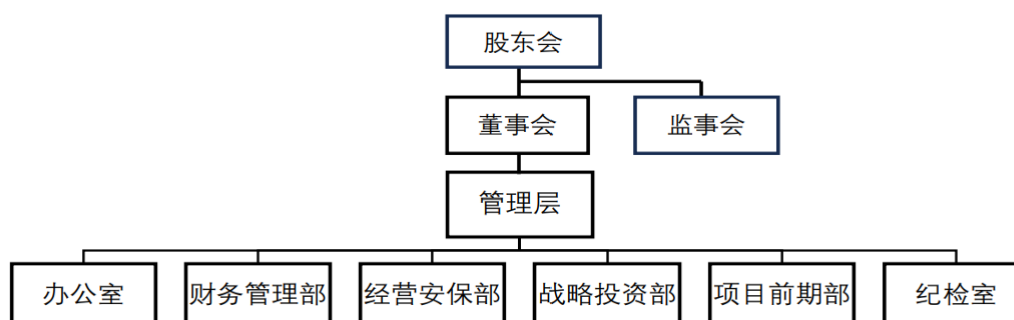 股东会
董事会
监事会
管理层
办公室
财务管理部
经营安保部
战略投资部
项目前期部
纪检室